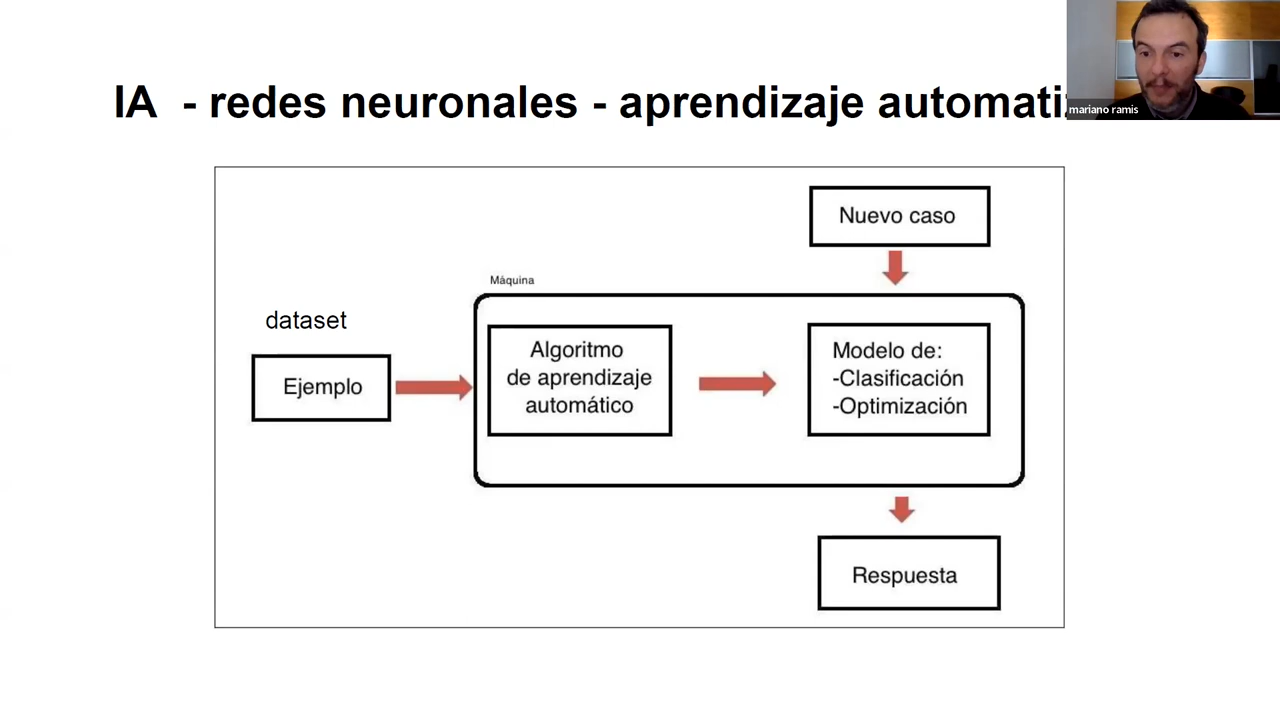 IA - redes neuronales - aprendizaje
mariano ramis
Nuevo caso
Máquina
dataset
Ejemplo
Algoritmo
de aprendizaje
automático
Modelo de:
-Clasificación
-Optimización
Respuesta